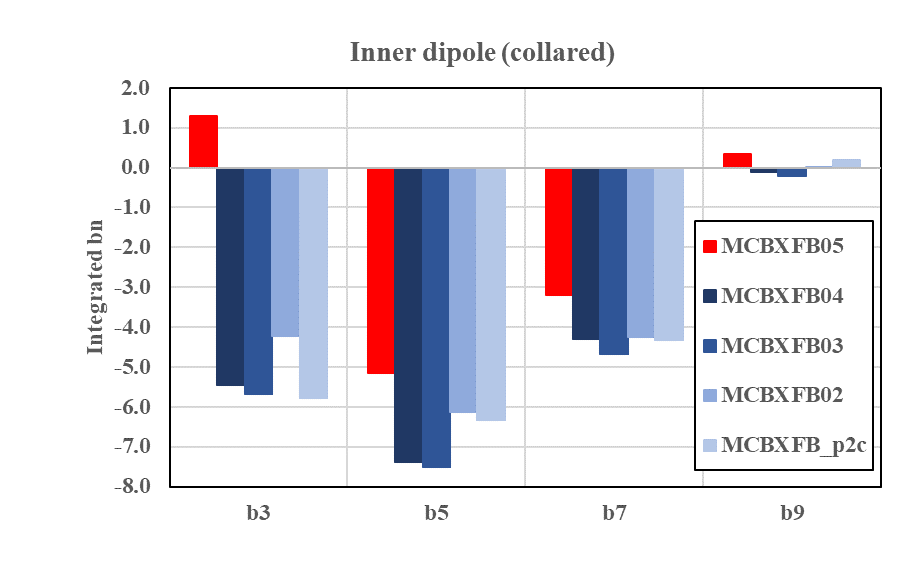 Inner dipole (collared)
Integrated bn
2.0
1.0
0.0
-1.0
-2.0
-3.0
-4.0
-5.0
-6.0
-7.0
-8.0
MCBXFB05
MCBXFB04
MCBXFB03
MCBXFB02
MCBXFB_p2c
b3 b5 b7 b9